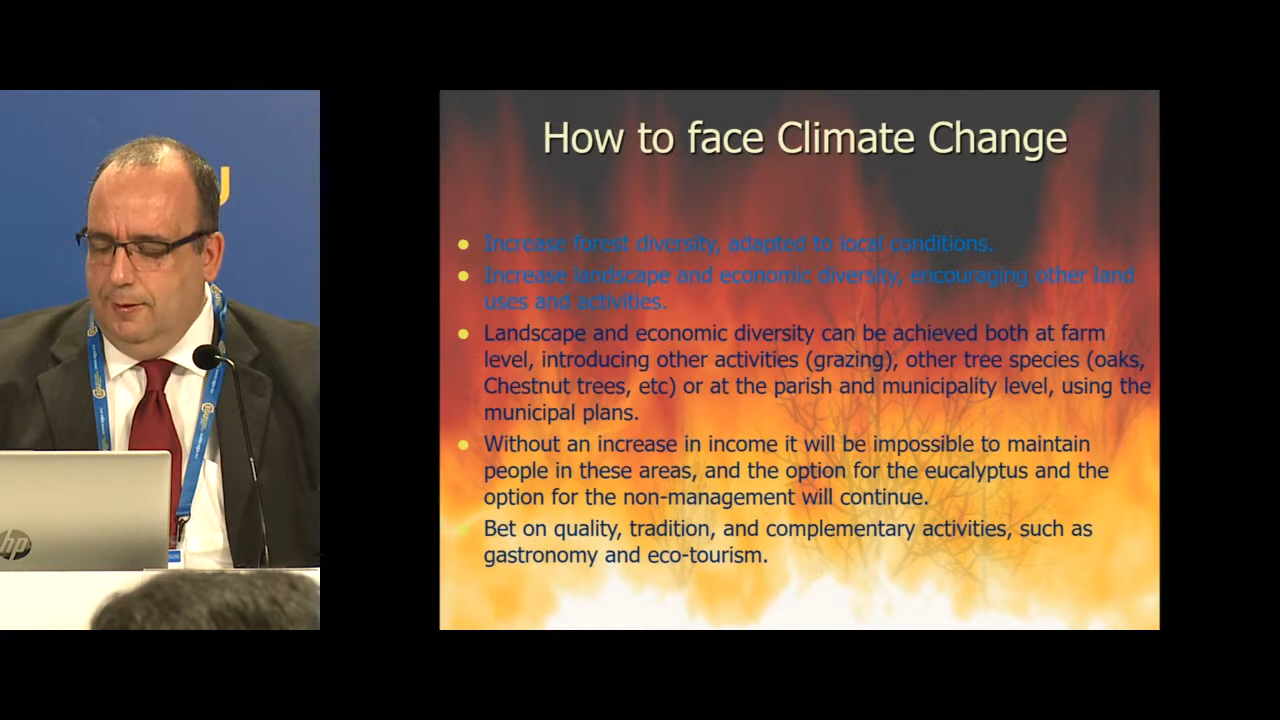 How to face Climate Change
Increase forest diversity, adapted to local conditions.
Increase landscape and economic diversity, encouraging other land
uses and activities.
Landscape and economic diversity can be achieved both at farm
level, introducing other activities (grazing), other tree species (oaks,
Chestnut trees, etc) or at the parish and municipality level, using the
municipal plans.
Without an increase in income it will be impossible to maintain
people in these areas, and the option for the eucalyptus and the
option for the non-management will continue.
Bet on quality, tradition, and complementary activities, such as
gastronomy and eco-tourism.
hp